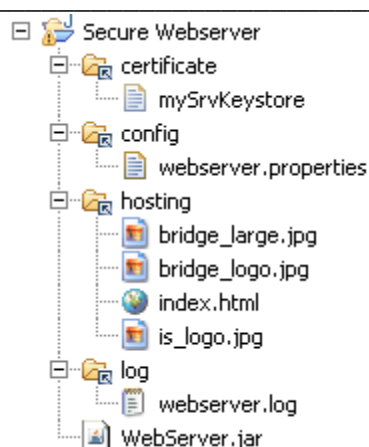 Secure Webserver
certificate
mySrvKeystore
config
webserver.properties
hosting
bridge_large.jpg
bridge_logo.jpg
index.html
is_logo.jpg
log
webserver.log
WebServer.jar